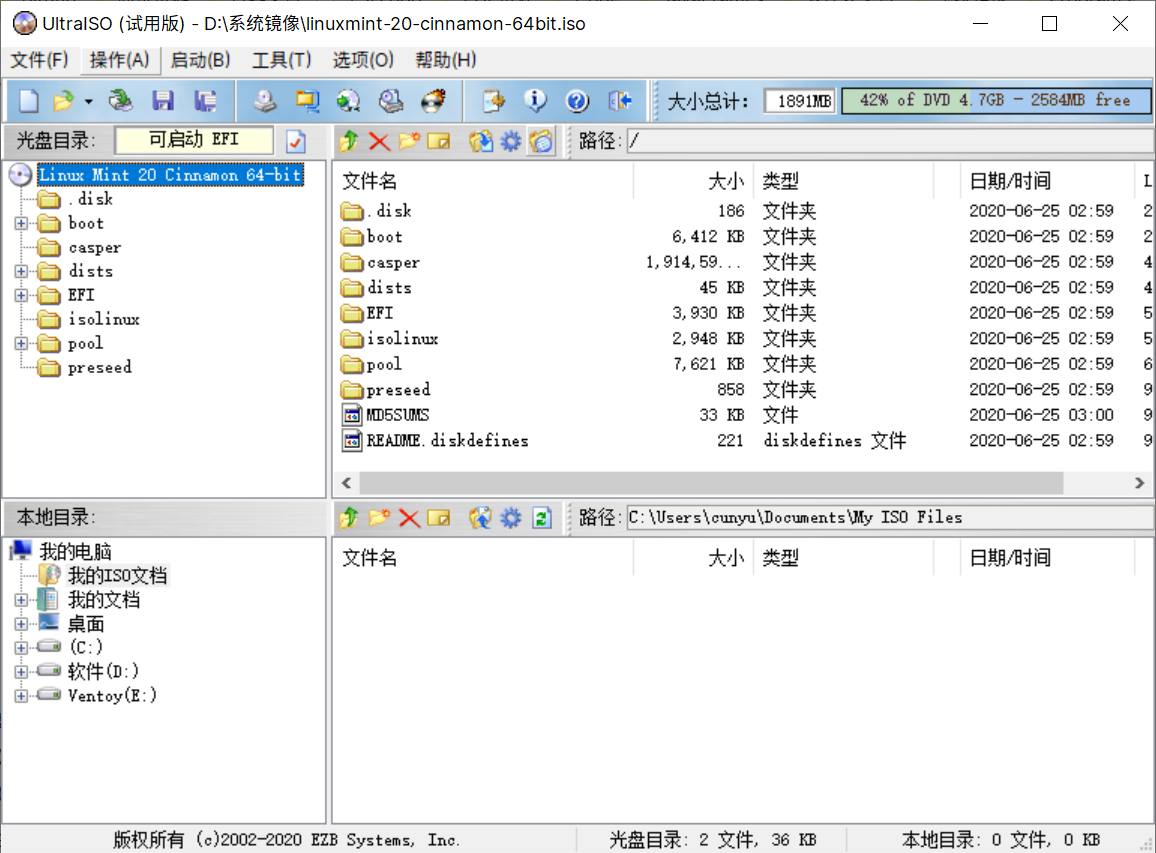 UltraISO (试用版) - D:\系统镜像\linuxmint-20-cinnamon-64bit.iso
文件(F) 操作(A) 启动(B) 工具(T) 选项(O) 帮助(H)
大小总计: 1891MB 42% of DVD 4.7GB - 2584MB free
光盘目录: 可启动 EFI 路径: /
Linux Mint 20 Cinnamon 64-bit
.disk
boot
casper
dists
EFI
isolinux
pool
preseed
文件名 大小 类型 日期/时间 L
.disk 186 文件夹 2020-06-25 02:59 2
boot 6,412 KB 文件夹 2020-06-25 02:59 2
casper 1,914,59... 文件夹 2020-06-25 02:59 4
dists 45 KB 文件夹 2020-06-25 02:59 4
EFI 3,930 KB 文件夹 2020-06-25 02:59 5
isolinux 2,948 KB 文件夹 2020-06-25 02:59 5
pool 7,621 KB 文件夹 2020-06-25 02:59 6
preseed 858 文件夹 2020-06-25 02:59 9
MD5SUMS 33 KB 文件 2020-06-25 03:00 9
README.diskdefines 221 diskdefines 文件 2020-06-25 02:59 9
本地目录: 路径: C:\Users\cunyu\Documents\My ISO Files
我的电脑
我的ISO文档
我的文档
桌面
(C:)
软件(D:)
Ventoy(E:)
文件名 大小 类型 日期/时间
版权所有 (c)2002-2020 EZB Systems, Inc. 光盘目录: 2 文件, 36 KB 本地目录: 0 文件, 0 KB